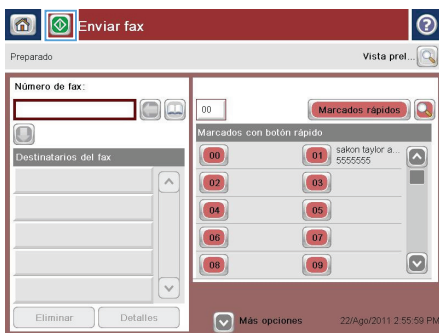 Enviar fax
Preparado
Vista prel...
Número de fax:
00
Marcados rápidos
Marcados con botón rápido
Destinatarios del fax
00
01 sakon taylor a...
5555555
02
03
04
05
06
07
08
09
Eliminar
Detalles
Más opciones
22/Ago/2011 2:55:59 PM